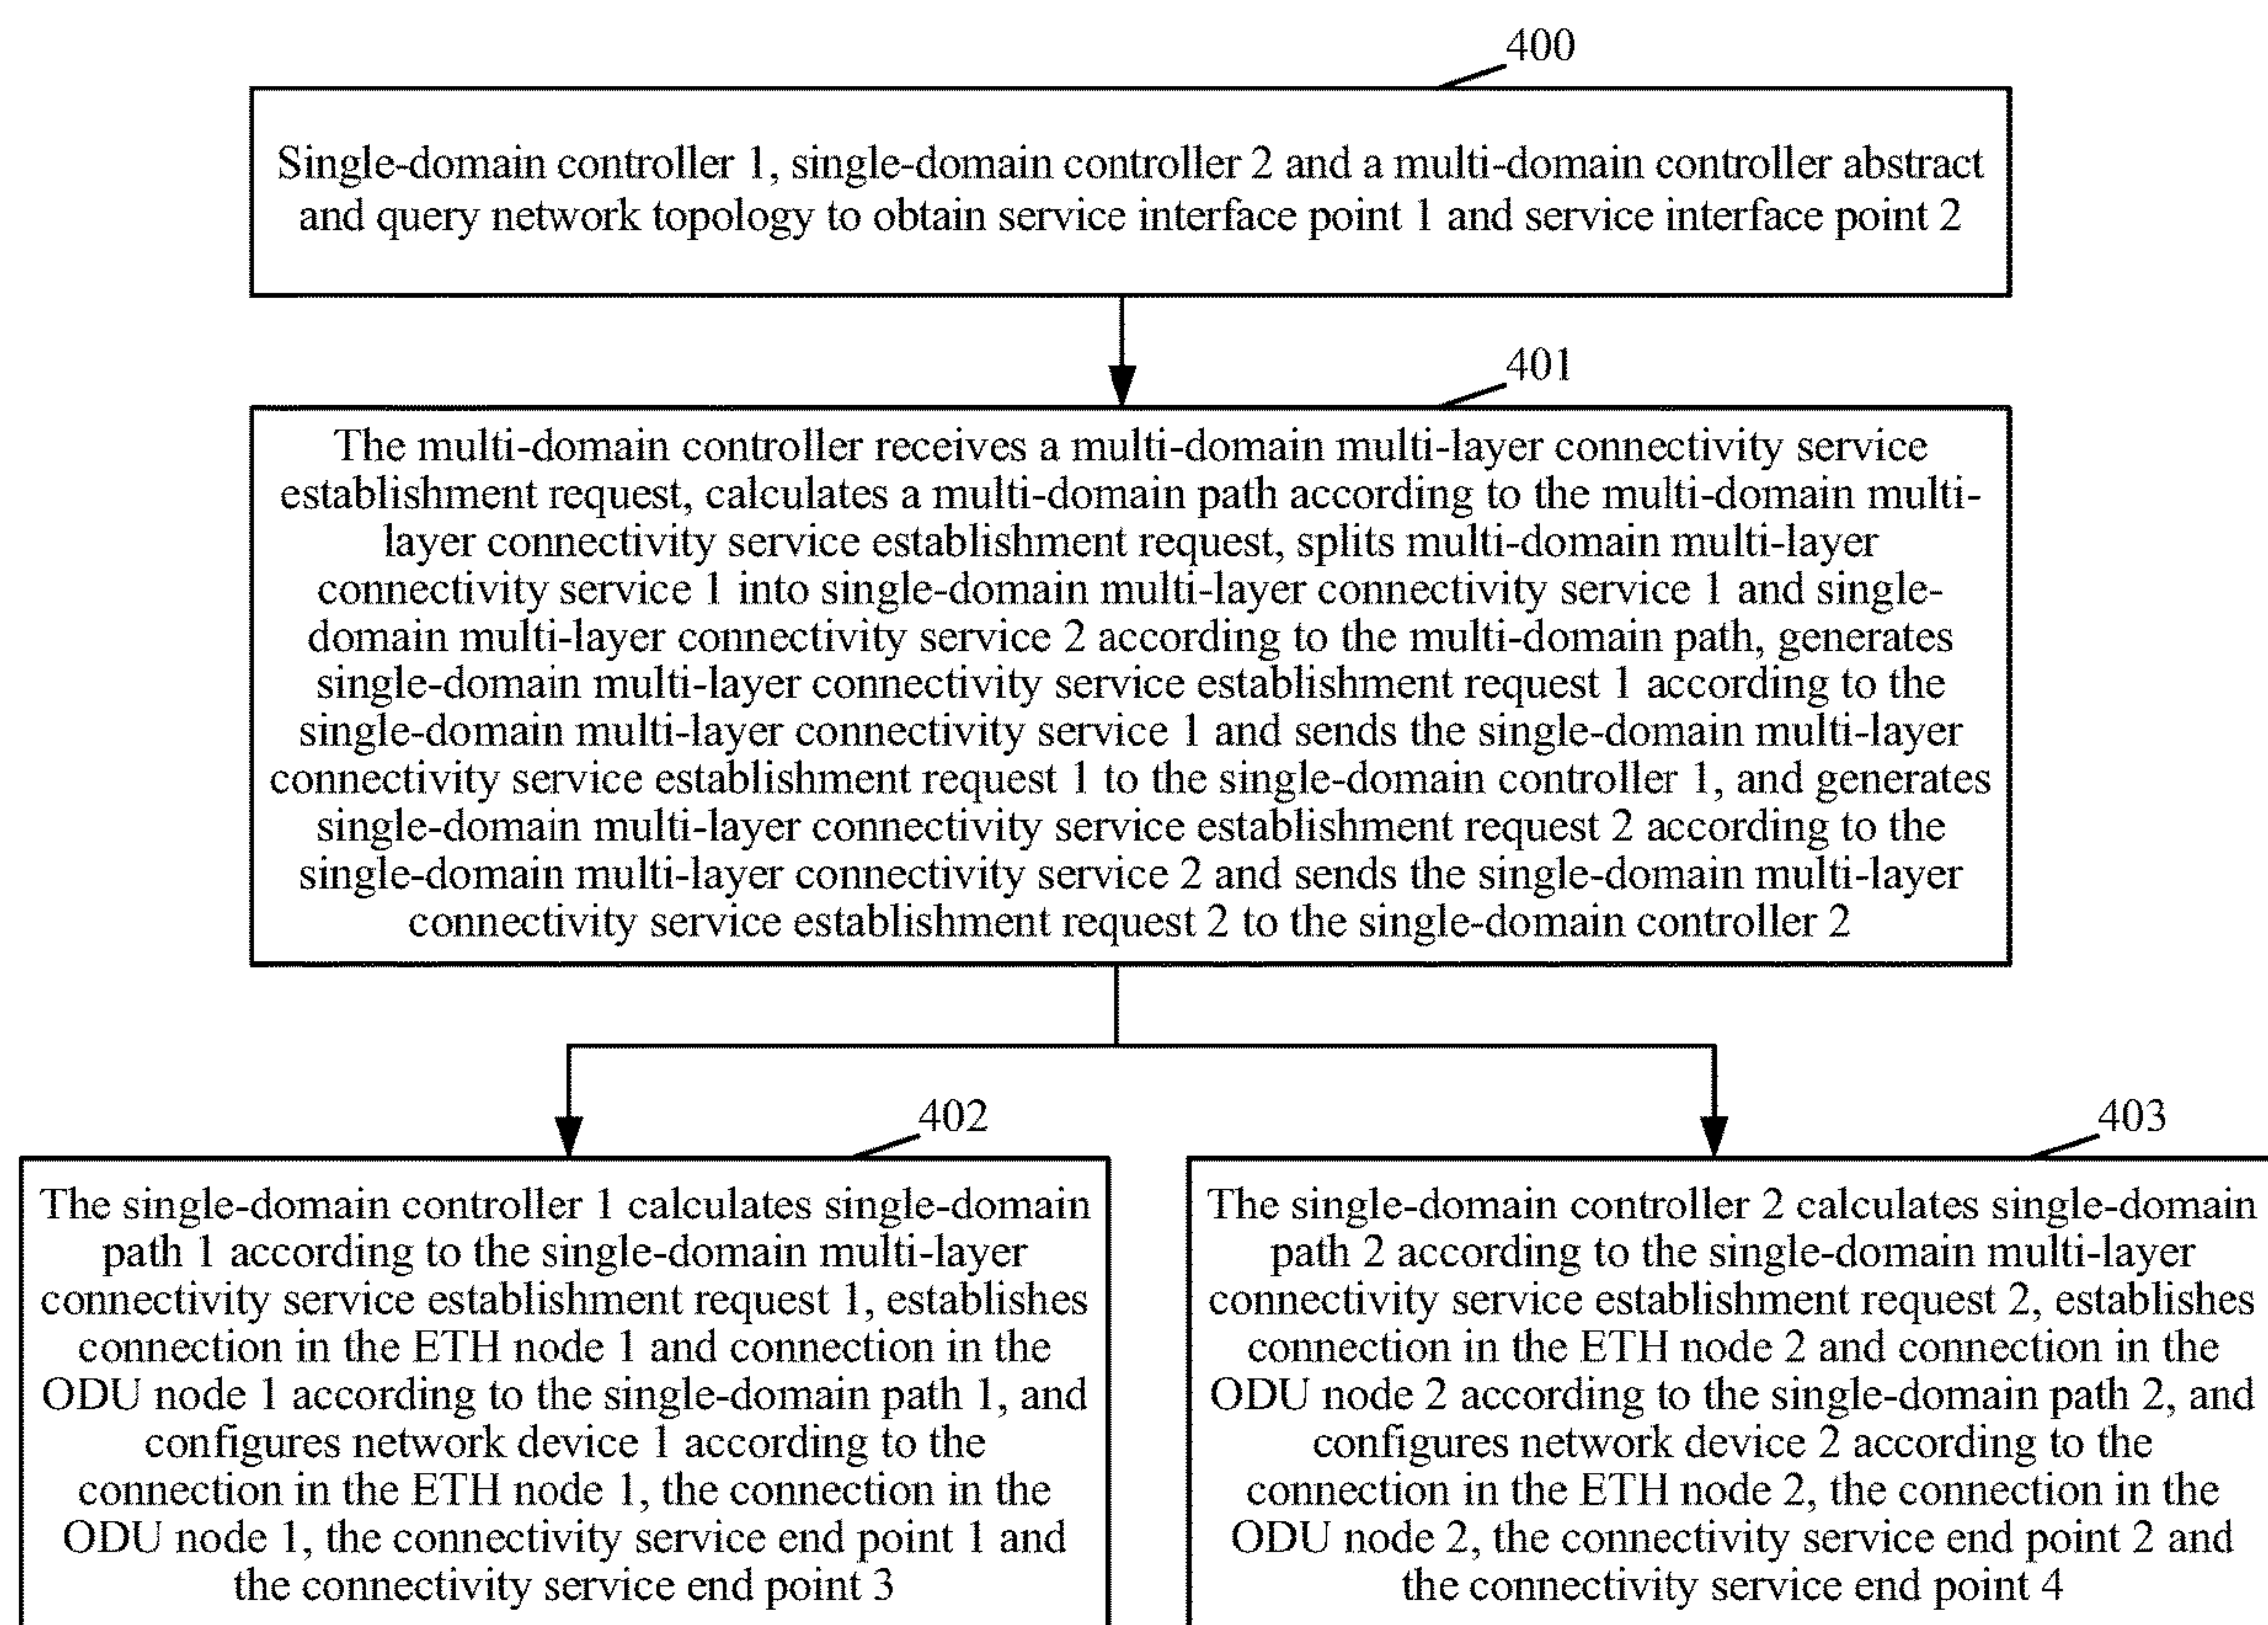 400
Single-domain controller 1, single-domain controller 2 and a multi-domain controller abstract
and query network topology to obtain service interface point 1 and service interface point 2
401
The multi-domain controller receives a multi-domain multi-layer connectivity service
establishment request, calculates a multi-domain path according to the multi-domain multi-
layer connectivity service establishment request, splits multi-domain multi-layer
connectivity service 1 into single-domain multi-layer connectivity service 1 and single-
domain multi-layer connectivity service 2 according to the multi-domain path, generates
single-domain multi-layer connectivity service establishment request 1 according to the
single-domain multi-layer connectivity service 1 and sends the single-domain multi-layer
connectivity service establishment request 1 to the single-domain controller 1, and generates
single-domain multi-layer connectivity service establishment request 2 according to the
single-domain multi-layer connectivity service 2 and sends the single-domain multi-layer
connectivity service establishment request 2 to the single-domain controller 2
402
The single-domain controller 1 calculates single-domain
path 1 according to the single-domain multi-layer
connectivity service establishment request 1, establishes
connection in the ETH node 1 and connection in the
ODU node 1 according to the single-domain path 1, and
configures network device 1 according to the
connection in the ETH node 1, the connection in the
ODU node 1, the connectivity service end point 1 and
the connectivity service end point 3
403
The single-domain controller 2 calculates single-domain
path 2 according to the single-domain multi-layer
connectivity service establishment request 2, establishes
connection in the ETH node 2 and connection in the
ODU node 2 according to the single-domain path 2, and
configures network device 2 according to the
connection in the ETH node 2, the connection in the
ODU node 2, the connectivity service end point 2 and
the connectivity service end point 4